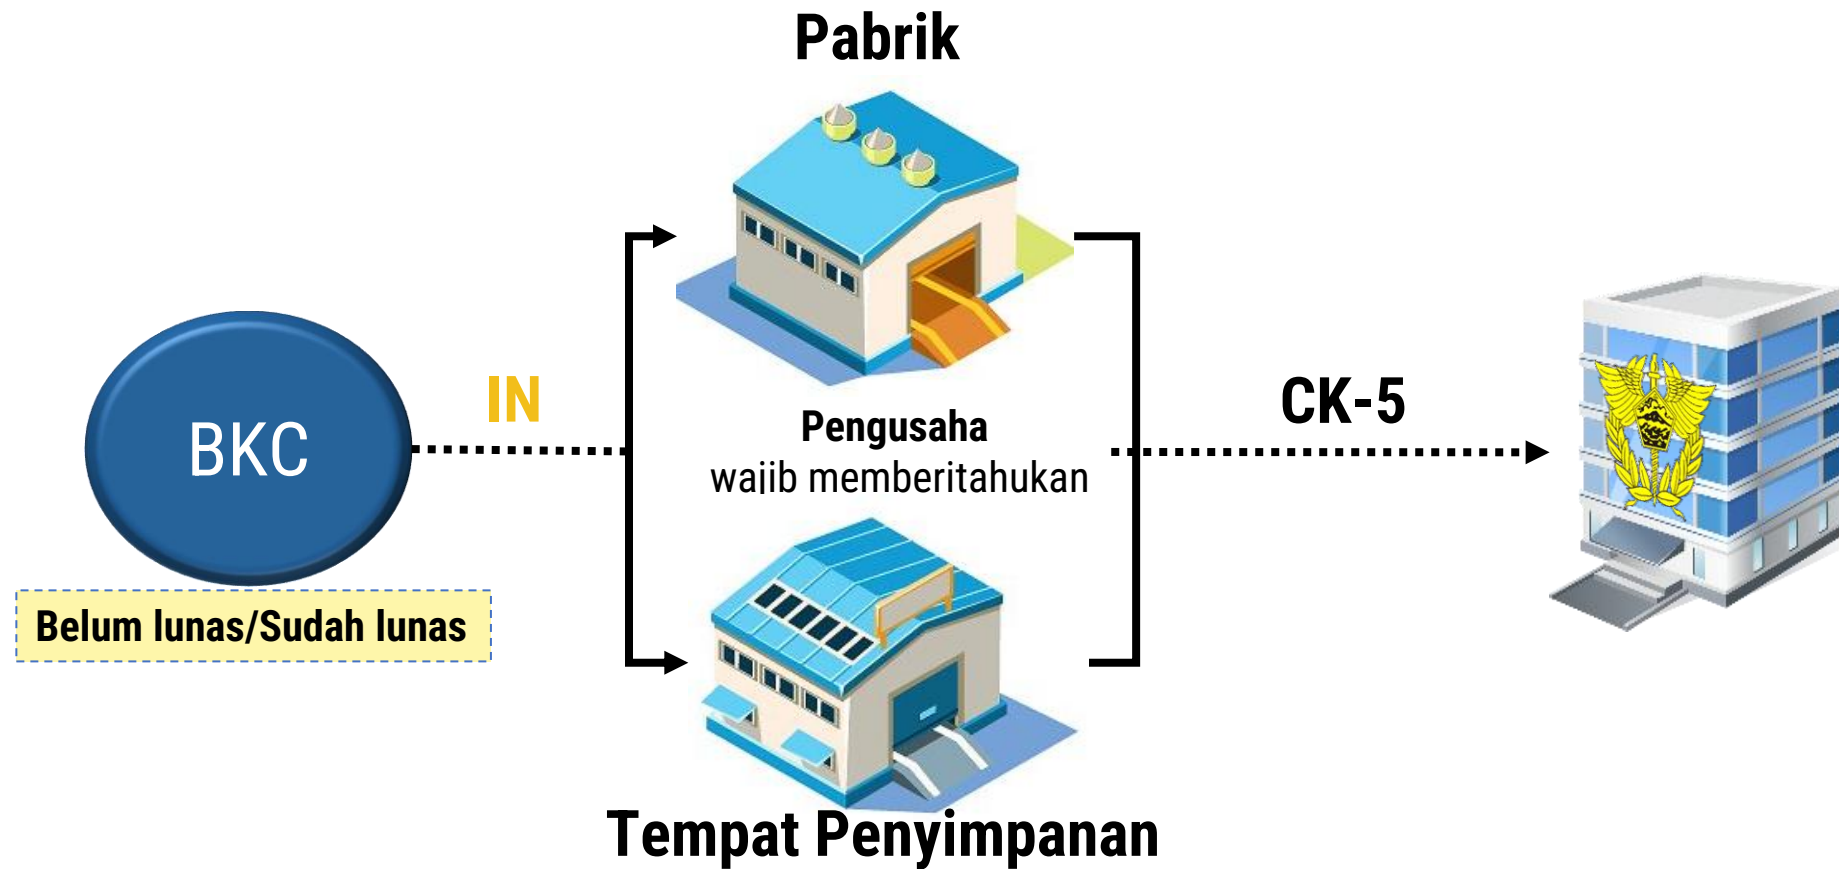 Pabrik
IN
BKC
Pengusaha
wajib memberitahukan
CK-5
Belum lunas/Sudah lunas
Tempat Penyimpanan